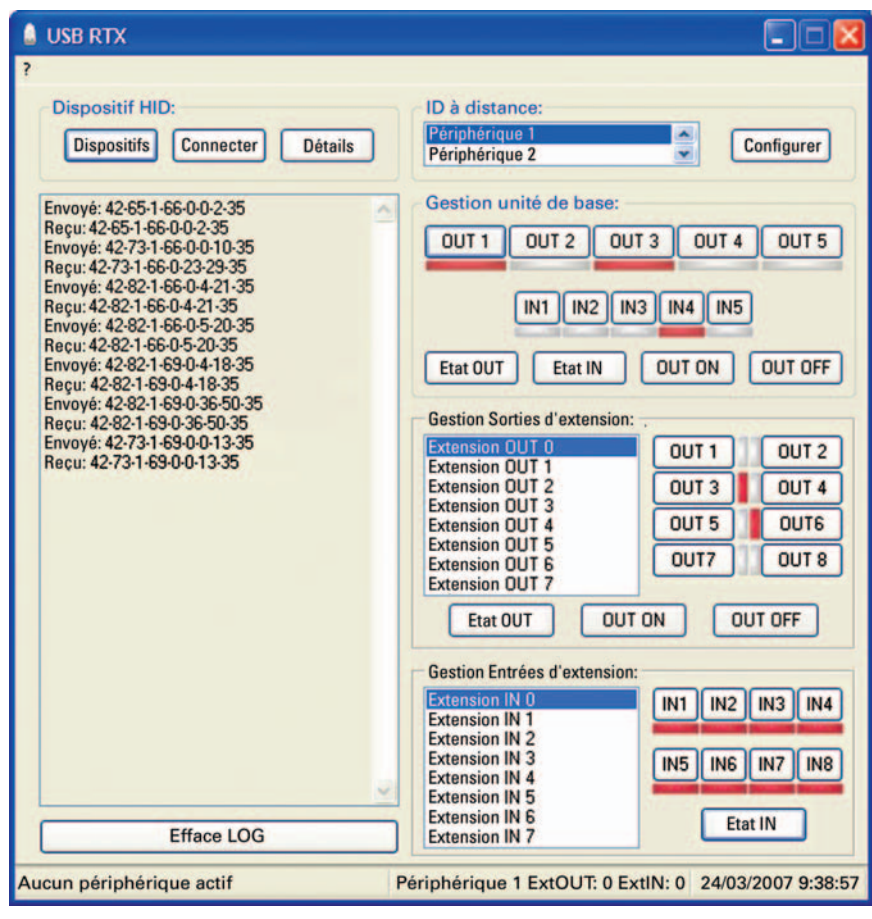 USB RTX
?
Dispositif HID:
Dispositifs Connecter Détails
Envoyé: 42-65-1-66-0-0-2-35
Reçu: 42-65-1-66-0-0-2-35
Envoyé: 42-73-1-66-0-0-10-35
Reçu: 42-73-1-66-0-23-29-35
Envoyé: 42-82-1-66-0-4-21-35
Reçu: 42-82-1-66-0-4-21-35
Envoyé: 42-82-1-66-0-5-20-35
Reçu: 42-82-1-66-0-5-20-35
Envoyé: 42-82-1-69-0-4-18-35
Reçu: 42-82-1-69-0-4-18-35
Envoyé: 42-82-1-69-0-36-50-35
Reçu: 42-82-1-69-0-36-50-35
Envoyé: 42-73-1-69-0-0-13-35
Reçu: 42-73-1-69-0-0-13-35
Efface LOG
ID à distance:
Périphérique 1
Périphérique 2
Configurer
Gestion unité de base:
OUT 1 OUT 2 OUT 3 OUT 4 OUT 5
IN1 IN2 IN3 IN4 IN5
Etat OUT Etat IN OUT ON OUT OFF
Gestion Sorties d'extension: .
Extension OUT 0
Extension OUT 1
Extension OUT 2
Extension OUT 3
Extension OUT 4
Extension OUT 5
Extension OUT 6
Extension OUT 7
OUT 1 OUT 2
OUT 3 OUT 4
OUT 5 OUT6
OUT7 OUT 8
Etat OUT OUT ON OUT OFF
Gestion Entrées d'extension:
Extension IN 0
Extension IN 1
Extension IN 2
Extension IN 3
Extension IN 4
Extension IN 5
Extension IN 6
Extension IN 7
IN1 IN2 IN3 IN4
IN5 IN6 IN7 IN8
Etat IN
Aucun périphérique actif Périphérique 1 ExtOUT: 0 ExtIN: 0 24/03/2007 9:38:57